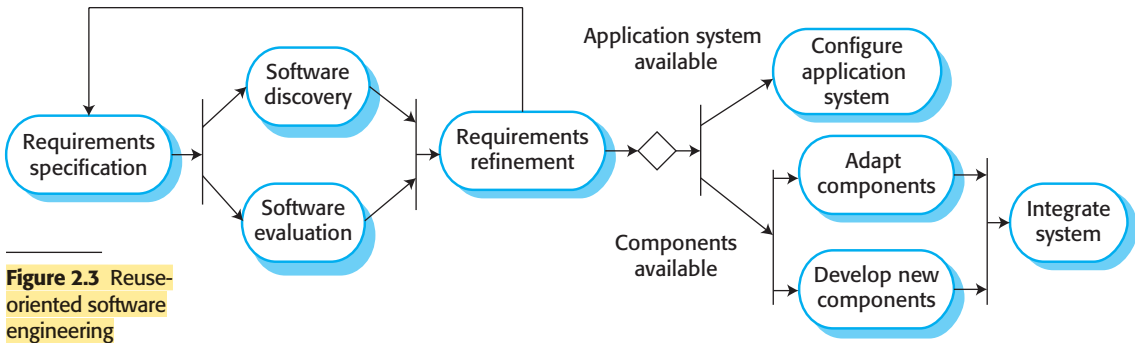 Requirements
specification
Software
discovery
Software
evaluation
Requirements
refinement
Application system
available
Configure
application
system
Components
available
Adapt
components
Develop new
components
Integrate
system
Figure 2.3 Reuse-
oriented software
engineering